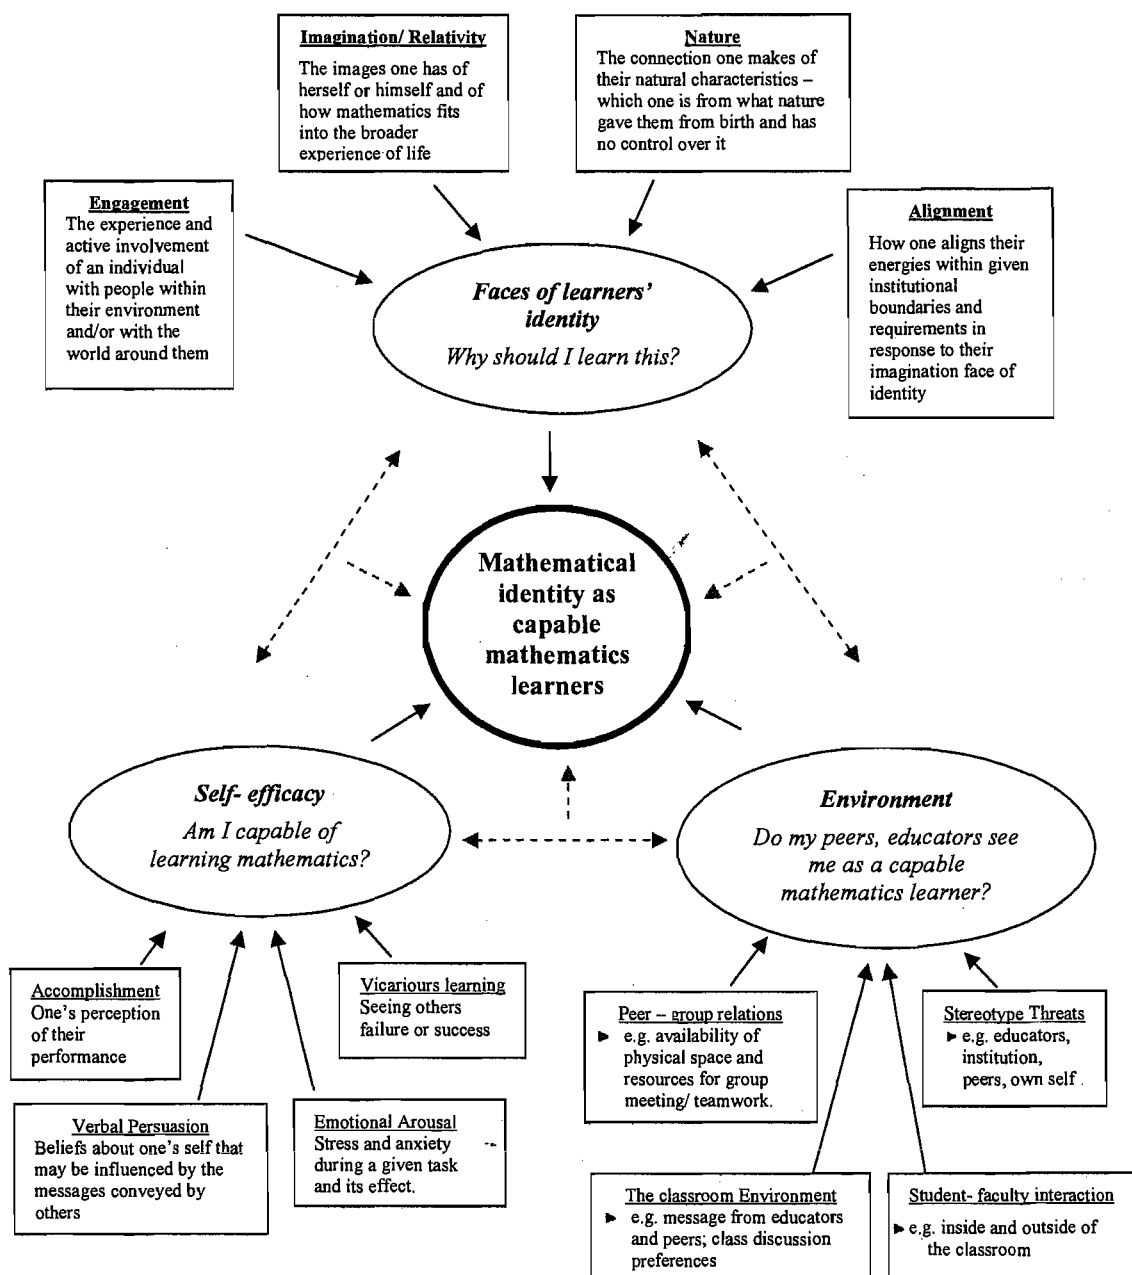 Imagination/ Relativity
The images one has of
herself or himself and of
how mathematics fits
into the broader
experience of life
Nature
The connection one makes of
their natural characteristics –
which one is from what nature
gave them from birth and has
no control over it
Engagement
The experience and
active involvement
of an individual
with people within
their environment
and/or with the
world around them
Alignment
How one aligns their
energies within given
institutional
boundaries and
requirements in
response to their
imagination face of
identity
Faces of learners'
identity
Why should I learn this?
Mathematical
identity as
capable
mathematics
learners
Self- efficacy
Am I capable of
learning mathematics?
Environment
Do my peers, educators see
me as a capable
mathematics learner?
Accomplishment
One's perception
of their
performance
Vicariours learning
Seeing others
failure or success
Verbal Persuasion
Beliefs about one's self that
may be influenced by the
messages conveyed by
others
Emotional Arousal
Stress and anxiety
during a given task
and its effect.
Peer – group relations
e.g. availability of
physical space and
resources for group
meeting/ teamwork.
Stereotype Threats
e.g. educators,
institution,
peers, own self
The classroom Environment
e.g. message from educators
and peers; class discussion
preferences
Student- faculty interaction
e.g. inside and outside of
the classroom